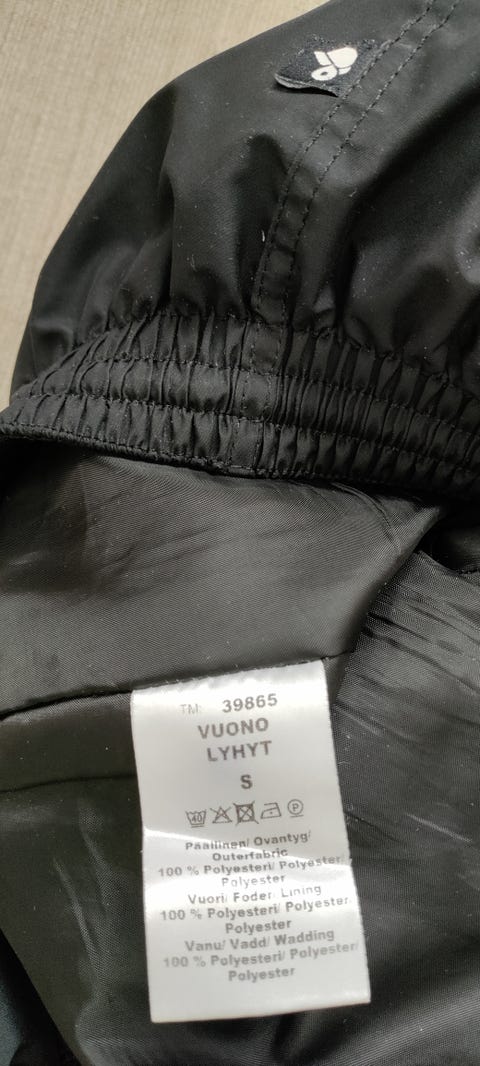 TM: 39865
VUONO
LYHYT
S
40 P
Päällinen/ Ovantyg/
Outerfabric
100 % Polyesteri/ Polyester/
Polyester
Vuori/ Foder/ Lining
100 % Polyesteri/ Polyester/
Polyester
Vanu/ Vadd/ Wadding
100 % Polyesteri/ Polyester/
Polyester